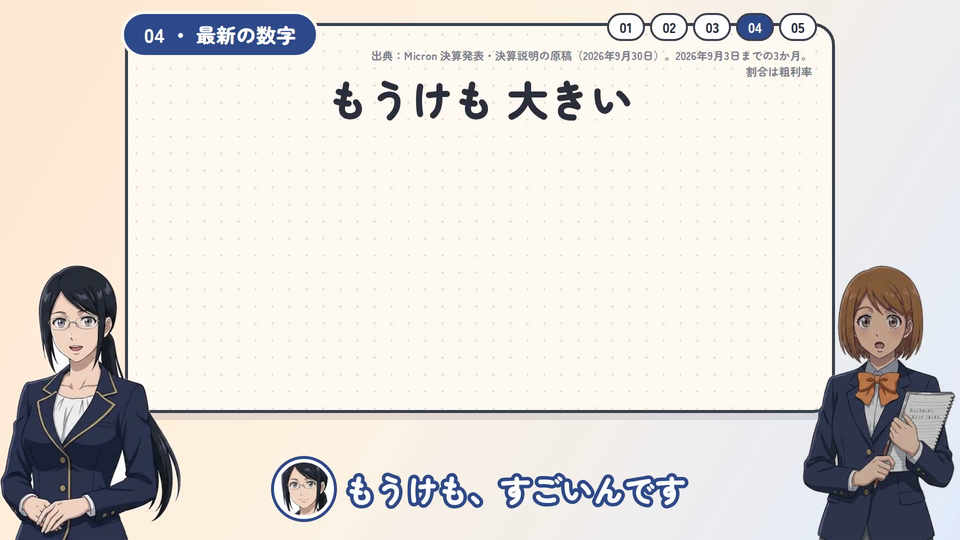 04 ・ 最新の数字
01 02 03 04 05
出典：Micron 決算発表・決算説明の原稿（2026年9月30日）。2026年9月3日までの3か月。
割合は粗利率
もうけも 大きい
もうけも、すごいんです